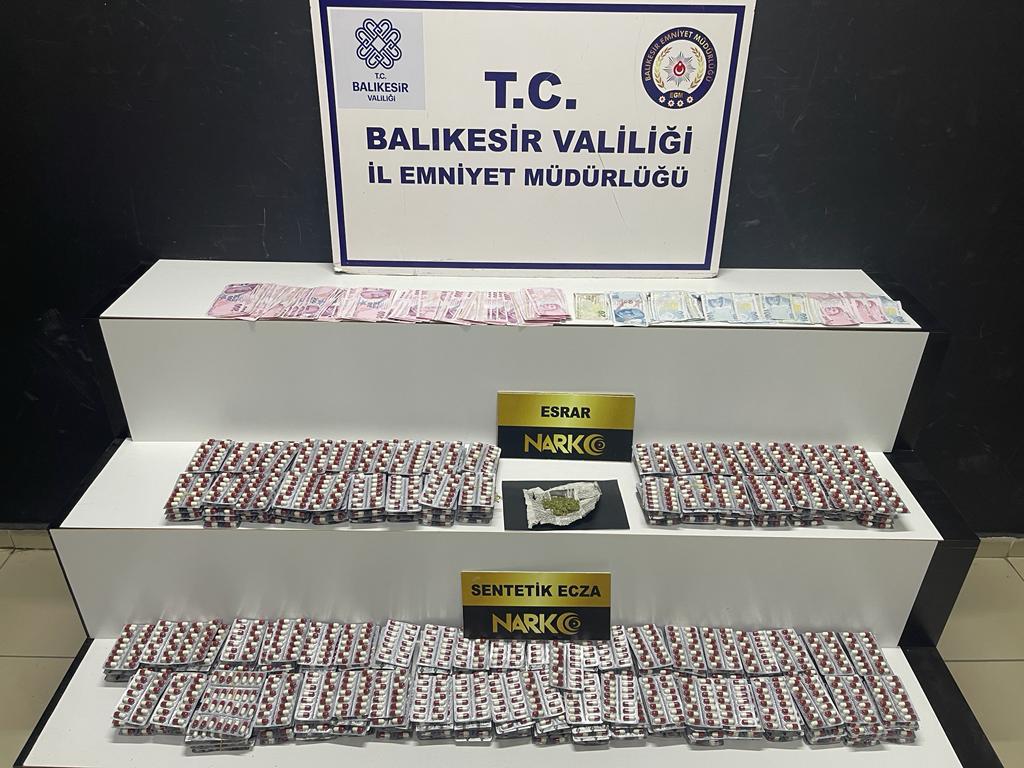 T.C.
BALIKESİR
VALİLİĞİ
BALIKESİR EMNİYET MÜDÜRLÜĞÜ
EGM
T.C.
BALIKESİR VALİLİĞİ
İL EMNİYET MÜDÜRLÜĞÜ
ESRAR
NARKO
SENTETİK ECZA
NARKO